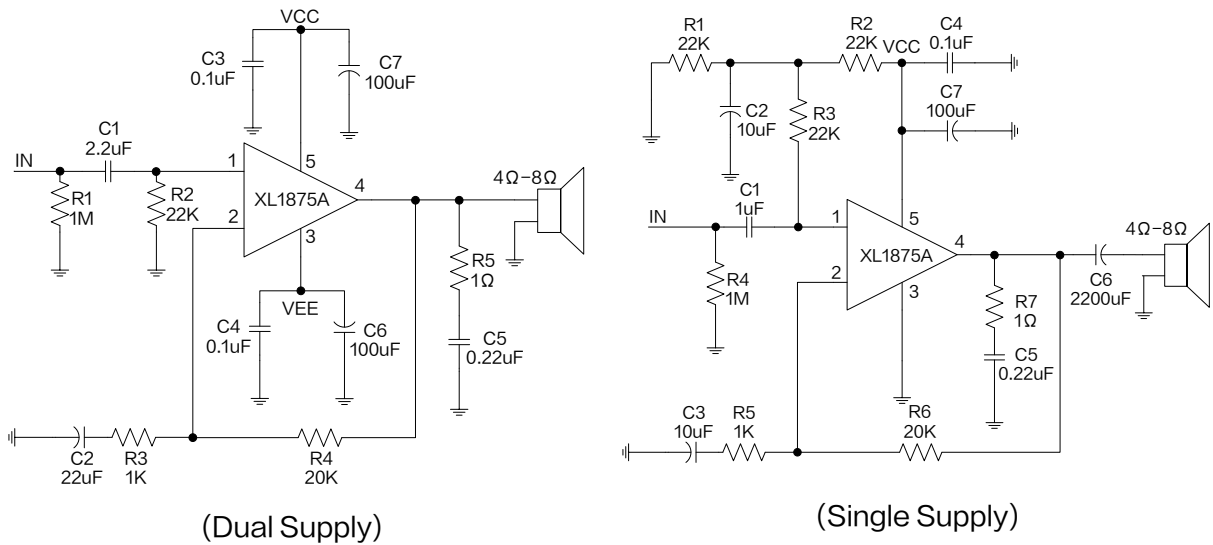 VCC
C3
0.1uF
C7
100uF
C1
2.2uF
IN
R1
1M
R2
22K
1
2
5
XL1875A
4
3
4Ω-8Ω
R5
1Ω
VEE
C4
0.1uF
C6
100uF
C5
0.22uF
C2
22uF
R3
1K
R4
20K
(Dual Supply)
R1
22K
R2
22K
VCC
C4
0.1uF
C7
100uF
C2
10uF
R3
22K
C1
1uF
IN
R4
1M
1
2
5
XL1875A
4
3
4Ω-8Ω
C6
2200uF
R7
1Ω
C5
0.22uF
C3
10uF
R5
1K
R6
20K
(Single Supply)